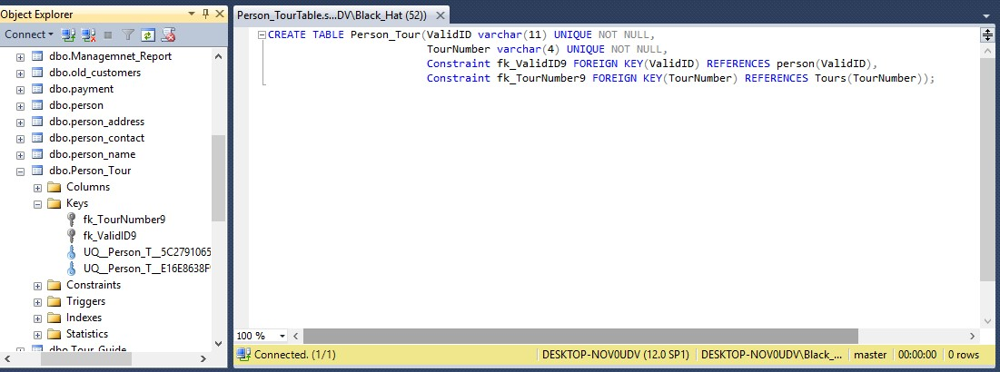 Object Explorer
Connect
dbo.Managemnet_Report
dbo.old_customers
dbo.payment
dbo.person
dbo.person_address
dbo.person_contact
dbo.person_name
dbo.Person_Tour
Columns
Keys
fk_TourNumber9
fk_ValidID9
UQ__Person_T__5C2791065
UQ__Person_T__E16E8638F
Constraints
Triggers
Indexes
Statistics
dbo.Tour_Guide
Person_TourTable.s...DV\Black_Hat (52))
CREATE TABLE Person_Tour(ValidID varchar(11) UNIQUE NOT NULL,
TourNumber varchar(4) UNIQUE NOT NULL,
Constraint fk_ValidID9 FOREIGN KEY(ValidID) REFERENCES person(ValidID),
Constraint fk_TourNumber9 FOREIGN KEY(TourNumber) REFERENCES Tours(TourNumber));
100 %
Connected. (1/1)
DESKTOP-NOV0UDV (12.0 SP1)
DESKTOP-NOV0UDV\Black_...
master
00:00:00
0 rows